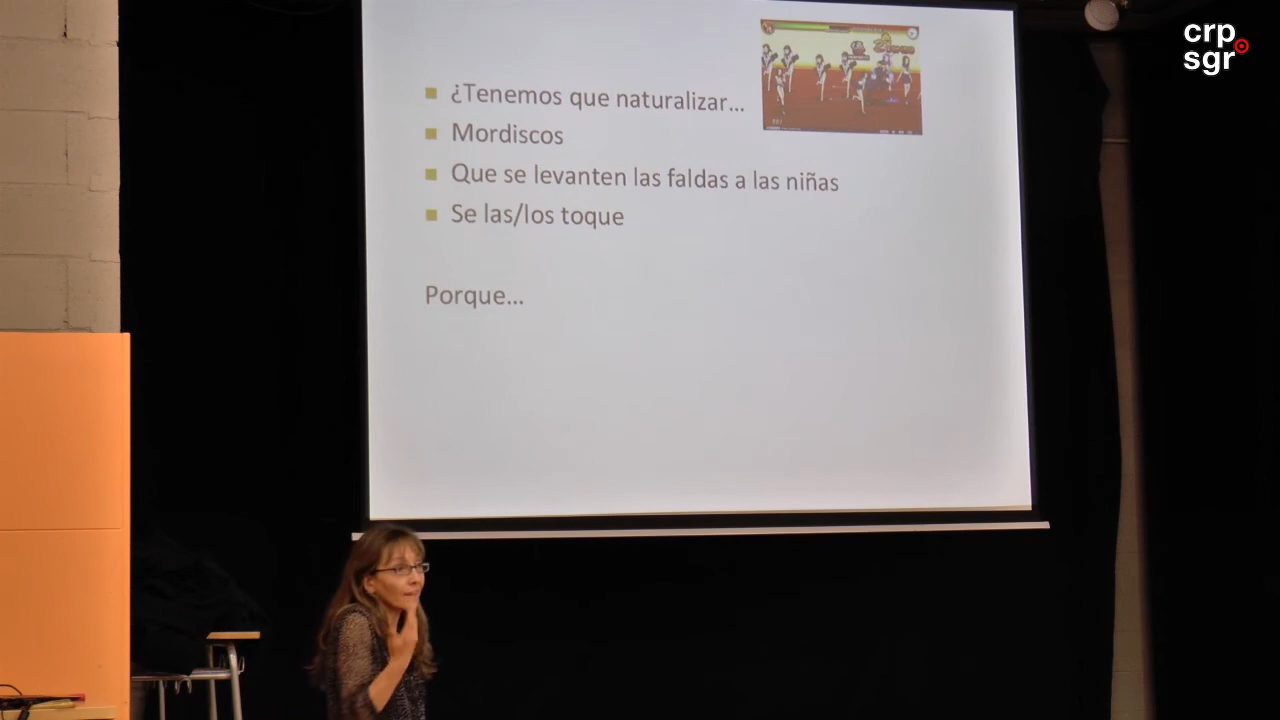 ¿Tenemos que naturalizar...
Mordiscos
Que se levanten las faldas a las niñas
Se las/los toque
Porque...
crp
sgr